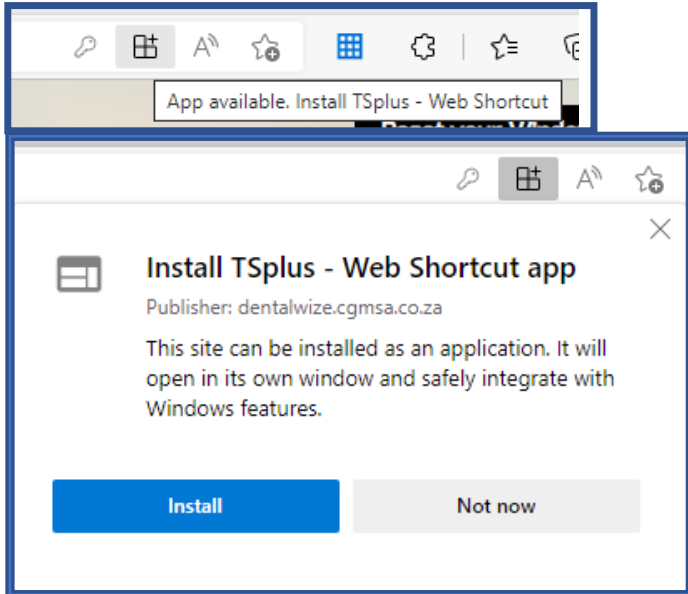 App available. Install TSplus - Web Shortcut
Install TSplus - Web Shortcut app
Publisher: dentalwize.cgmsa.co.za
This site can be installed as an application. It will
open in its own window and safely integrate with
Windows features.
Install
Not now